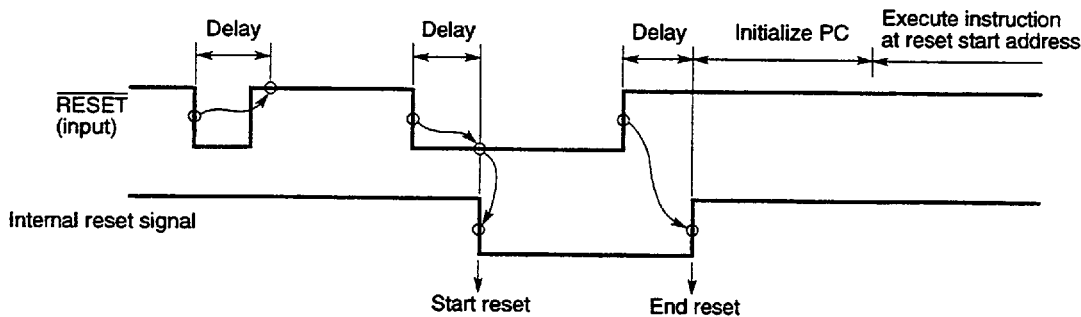 Delay
Delay
Delay
Initialize PC
Execute instruction
at reset start address
RESET
(input)
Internal reset signal
Start reset
End reset